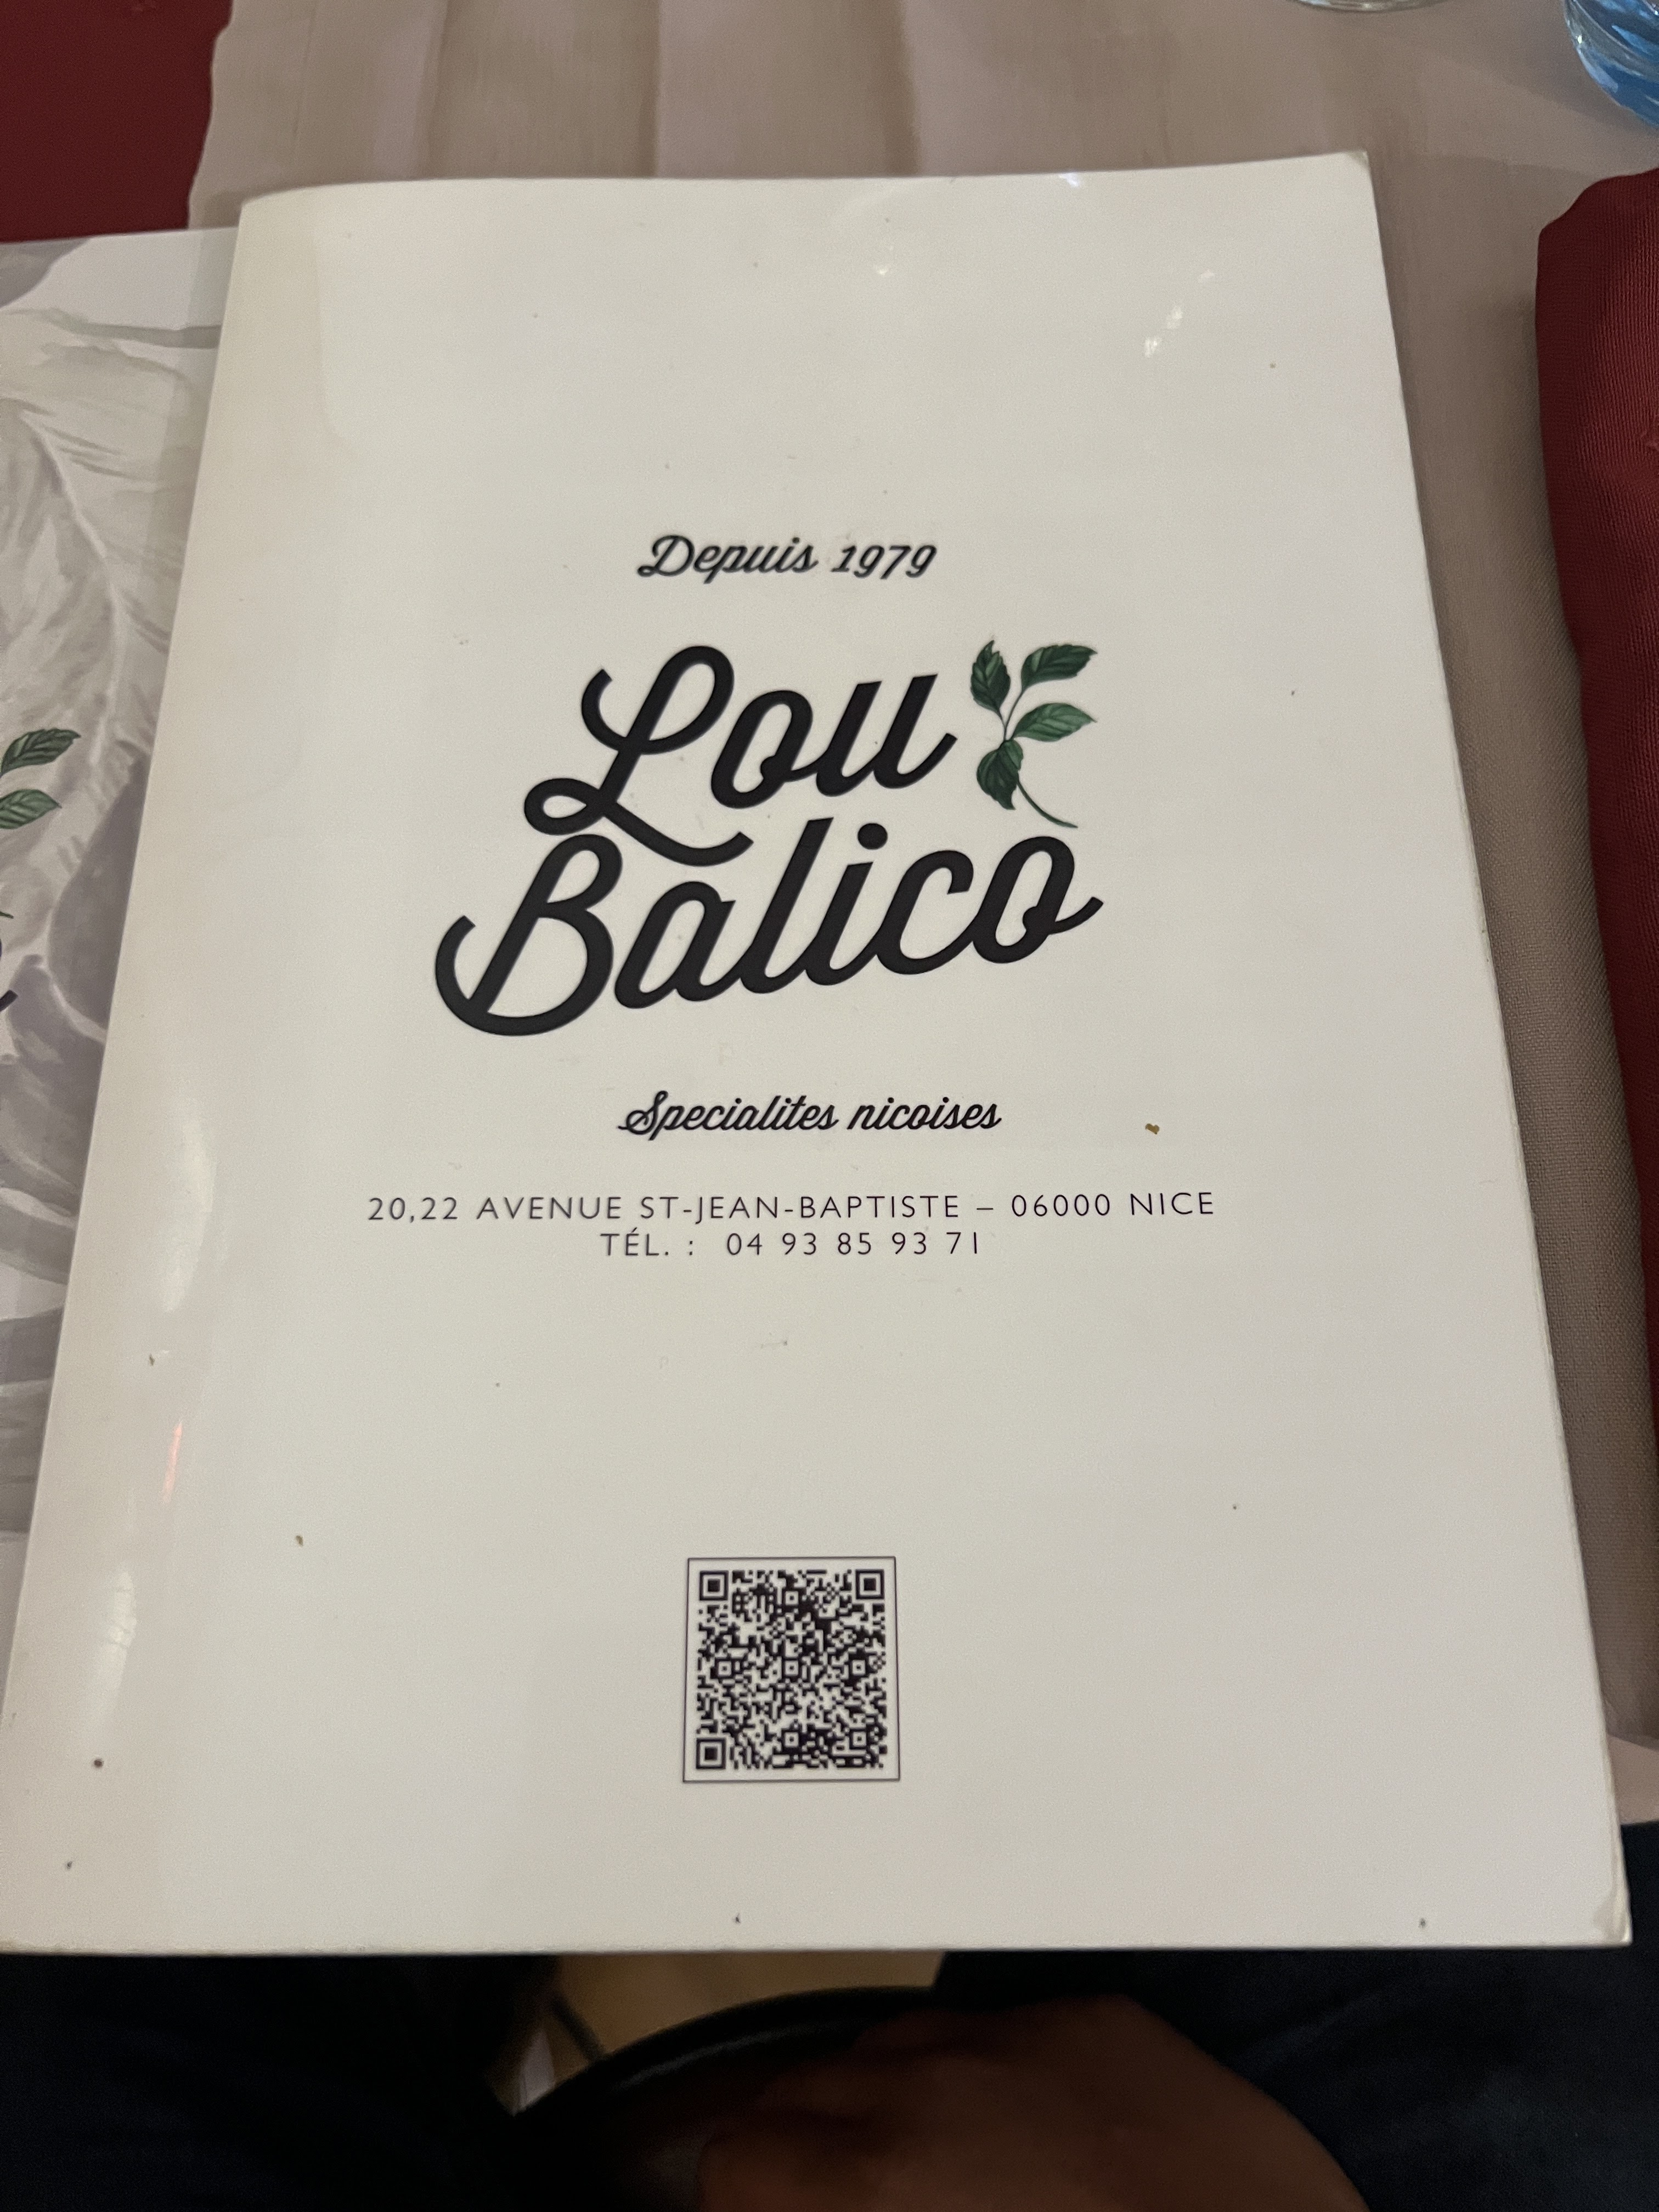 Depuis 1979
Lou
Balico
Specialites nicoises
20,22 AVENUE ST-JEAN-BAPTISTE – 06000 NICE
TÉL. : 04 93 85 93 71